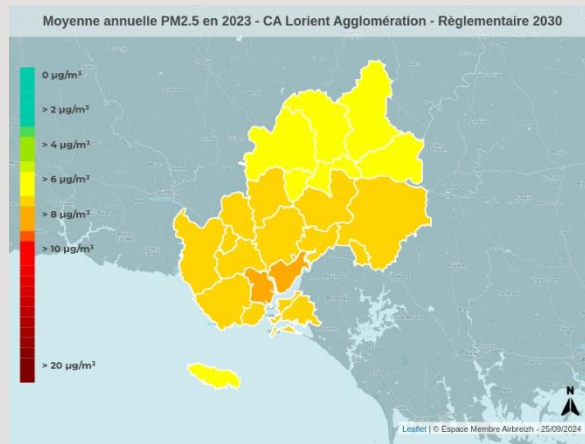 Moyenne annuelle PM2.5 en 2023 - CA Lorient Agglomération - Règlementaire 2030
0 µg/m³
> 2 µg/m³
> 4 µg/m³
> 6 µg/m³
> 8 µg/m³
> 10 µg/m³
> 20 µg/m³
N
Leaflet | © Espace Membre Airbreizh - 25/09/2024